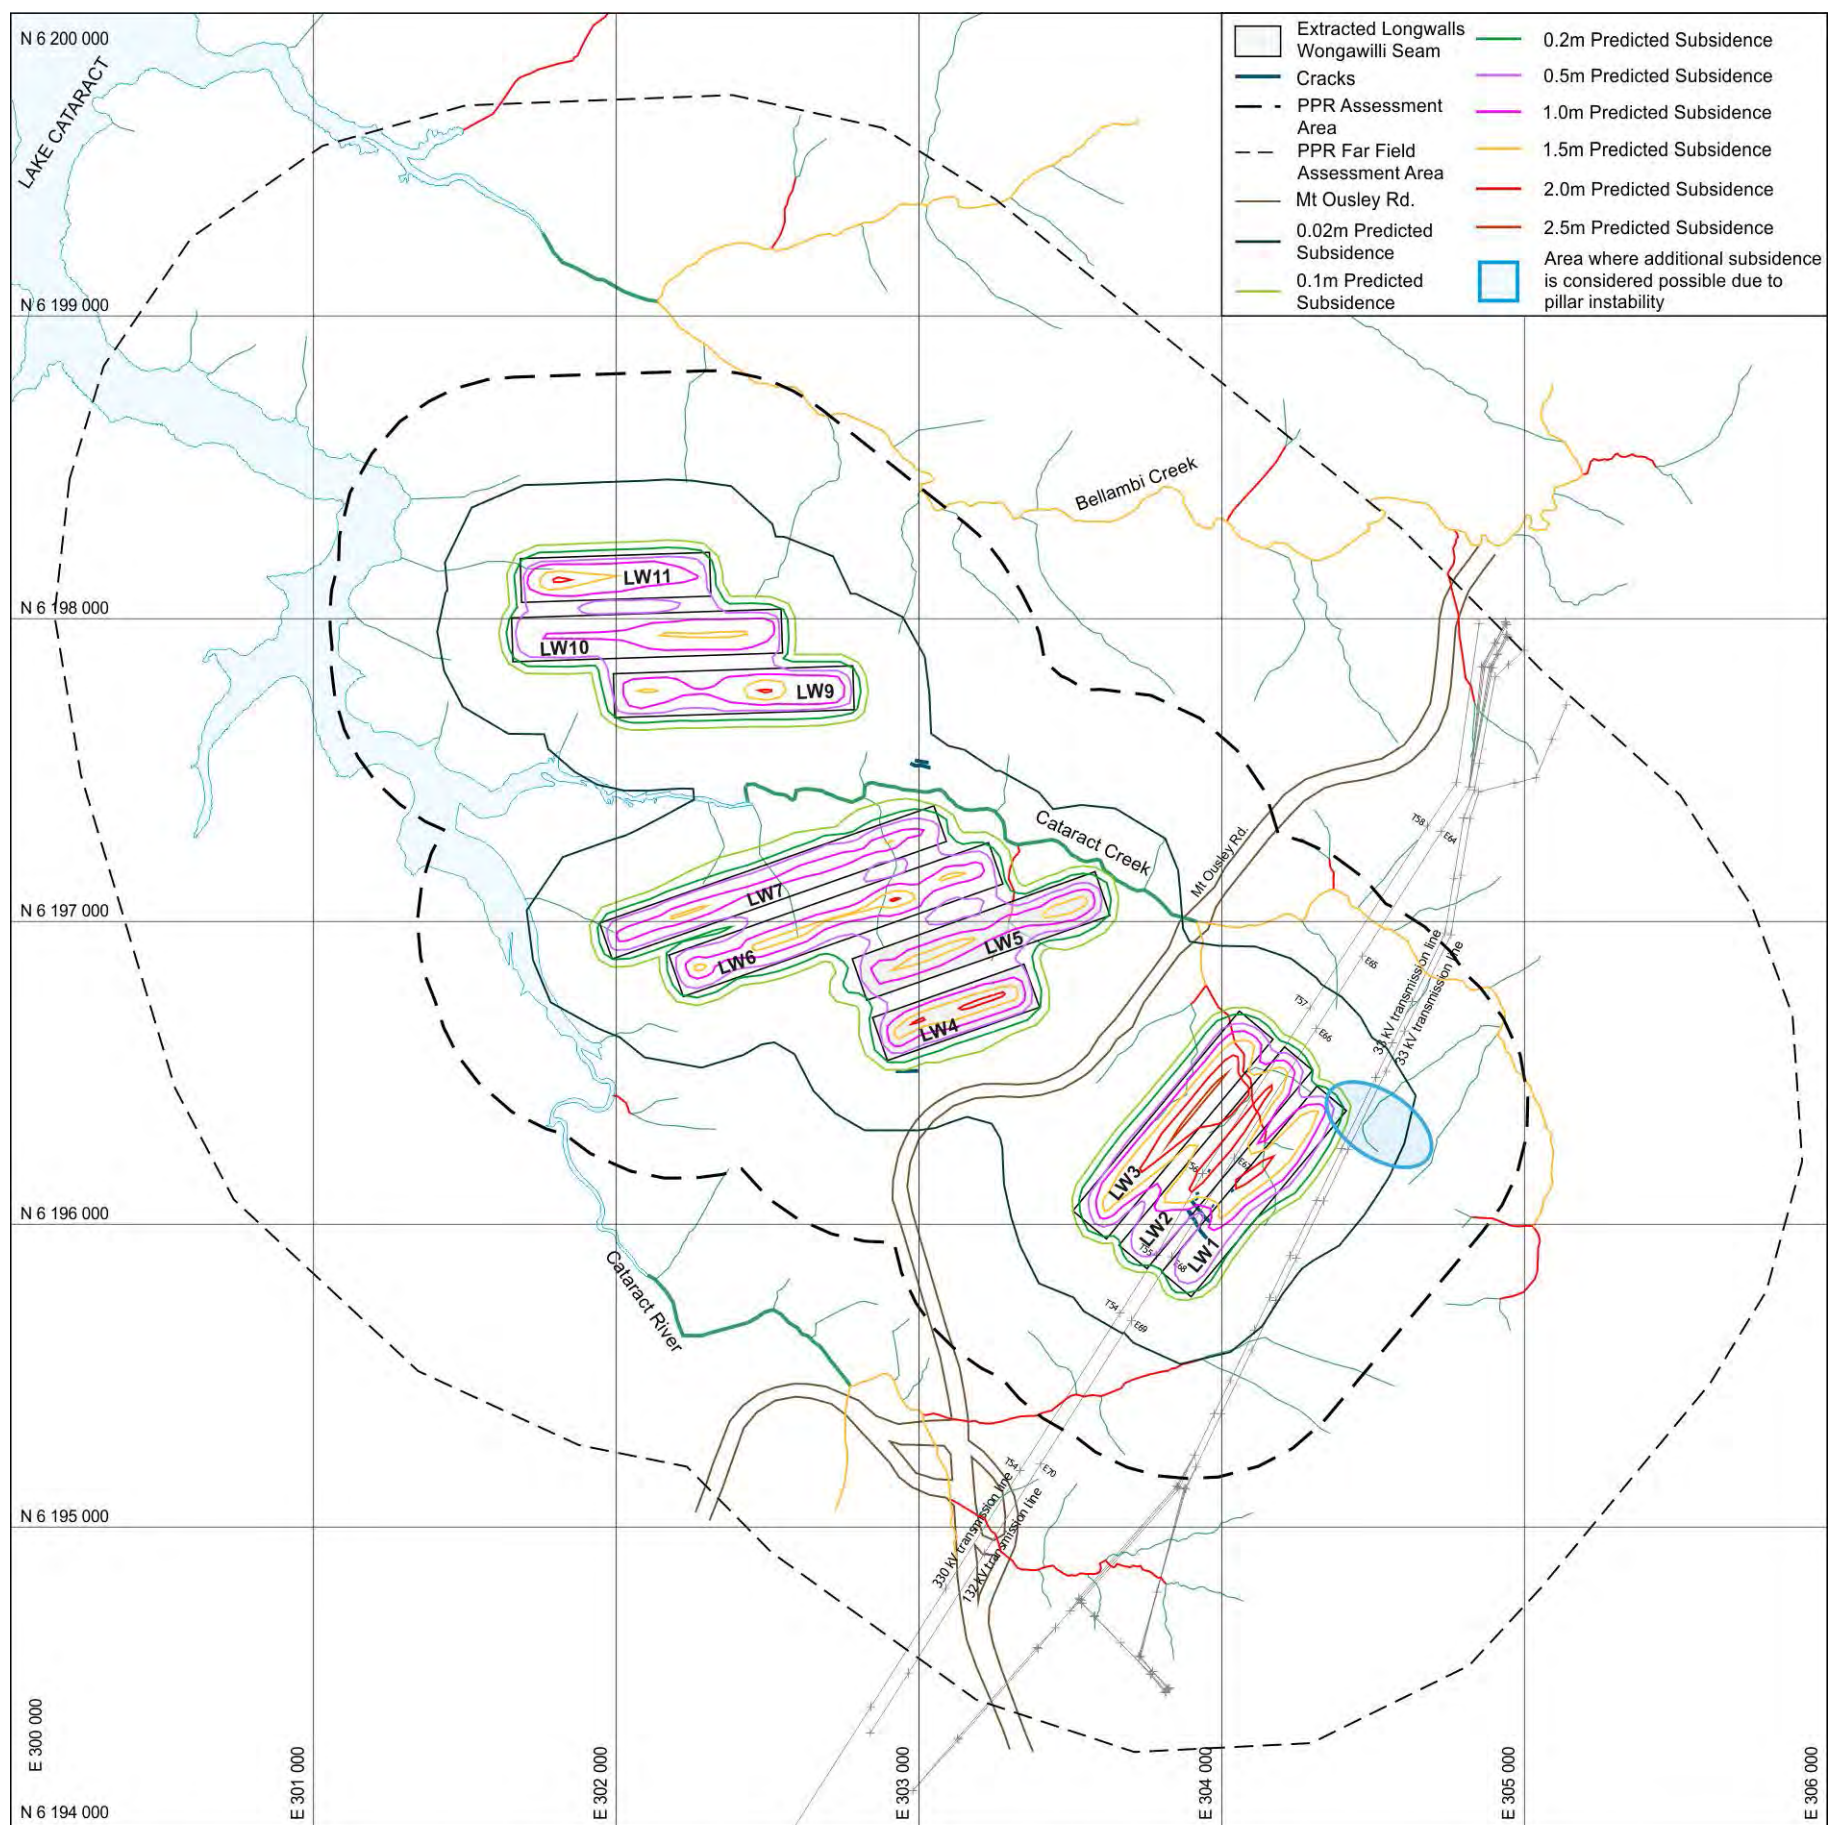 N 6 200 000
LAKE CATARACT
Extracted Longwalls
Wongawilli Seam
Cracks
PPR Assessment
Area
PPR Far Field
Assessment Area
Mt Ousley Rd.
0.02m Predicted
Subsidence
0.1m Predicted
Subsidence
0.2m Predicted Subsidence
0.5m Predicted Subsidence
1.0m Predicted Subsidence
1.5m Predicted Subsidence
2.0m Predicted Subsidence
2.5m Predicted Subsidence
Area where additional subsidence
is considered possible due to
pillar instability
N 6 199 000
Bellambi Creek
LW11
N 6 198 000
LW10
LW9
Cataract Creek
Mt Ousley Rd.
T58
E64
LW7
N 6 197 000
LW6
LW5
E65
33 kV transmission line
33 kV transmission line
T57
E66
LW4
LW3
E67
N 6 196 000
LW2
LW1
T55
E68
Cataract River
T54
E69
T54
E70
N 6 195 000
330 kV transmission line
132 kV transmission line
E 300 000
E 301 000
E 302 000
E 303 000
E 304 000
E 305 000
E 306 000
N 6 194 000